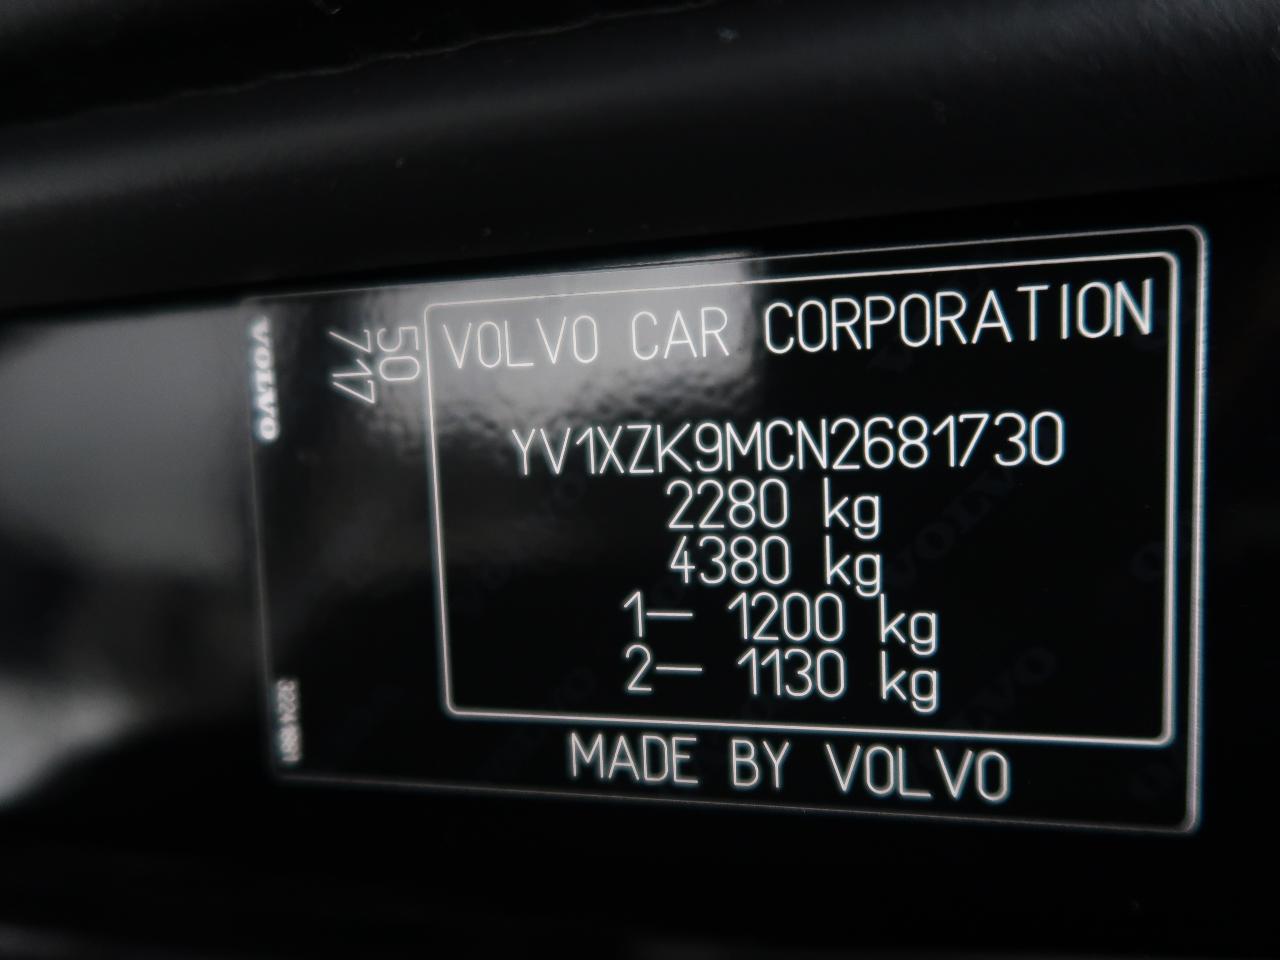 VOLVO
50
717
VOLVO CAR CORPORATION
YV1XZK9MCN2681730
2280 kg
4380 kg
1— 1200 kg
2— 1130 kg
MADE BY VOLVO